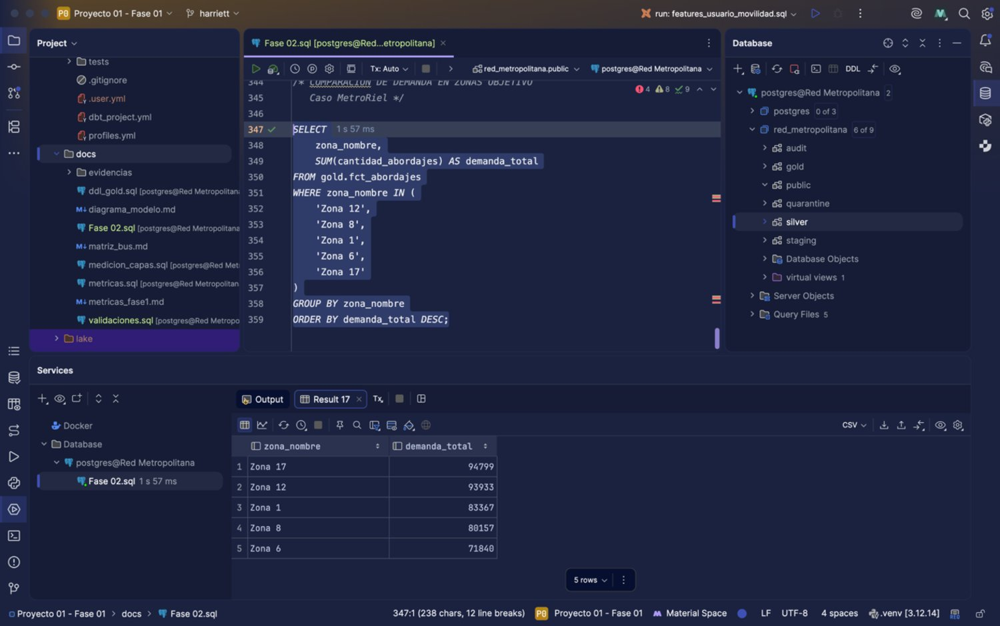 P0 Proyecto 01 - Fase 01
harriett
run: features_usuario_movilidad.sql
Project
tests
.gitignore
.user.yml
dbt_project.yml
profiles.yml
docs
evidencias
ddl_gold.sql [postgres@Red Metropolitana
diagrama_modelo.md
Fase 02.sql [postgres@Red Metropolitana
matriz_bus.md
medicion_capas.sql [postgres@Red Met
metricas.sql [postgres@Red Metropolitan
metricas_fase1.md
validaciones.sql [postgres@Red Metropo
lake
Fase 02.sql [postgres@Red...etropolitana]
Tx: Auto
red_metropolitana.public
postgres@Red Metropolitana
4 8 9
344 /* COMPARACION DE DEMANDA EN ZONAS OBJETIVO
345 Caso MetroRiel */
346
347 SELECT 1 s 57 ms
348 zona_nombre,
349 SUM(cantidad_abordajes) AS demanda_total
350 FROM gold.fct_abordajes
351 WHERE zona_nombre IN (
352 'Zona 12',
353 'Zona 8',
354 'Zona 1',
355 'Zona 6',
356 'Zona 17'
357 )
358 GROUP BY zona_nombre
359 ORDER BY demanda_total DESC;
Database
DDL
postgres@Red Metropolitana 2
postgres 0 of 3
red_metropolitana 6 of 9
audit
gold
public
quarantine
silver
staging
Database Objects
virtual views 1
Server Objects
Query Files 5
Services
Docker
Database
postgres@Red Metropolitana
Fase 02.sql 1 s 57 ms
Output
Result 17
Tx
CSV
zona_nombre demanda_total
1 Zona 17 94799
2 Zona 12 93933
3 Zona 1 83367
4 Zona 8 80157
5 Zona 6 71840
5 rows
Proyecto 01 - Fase 01 > docs > Fase 02.sql
347:1 (238 chars, 12 line breaks)
P0 Proyecto 01 - Fase 01
Material Space
LF
UTF-8
4 spaces
.venv [3.12.14]
REQ